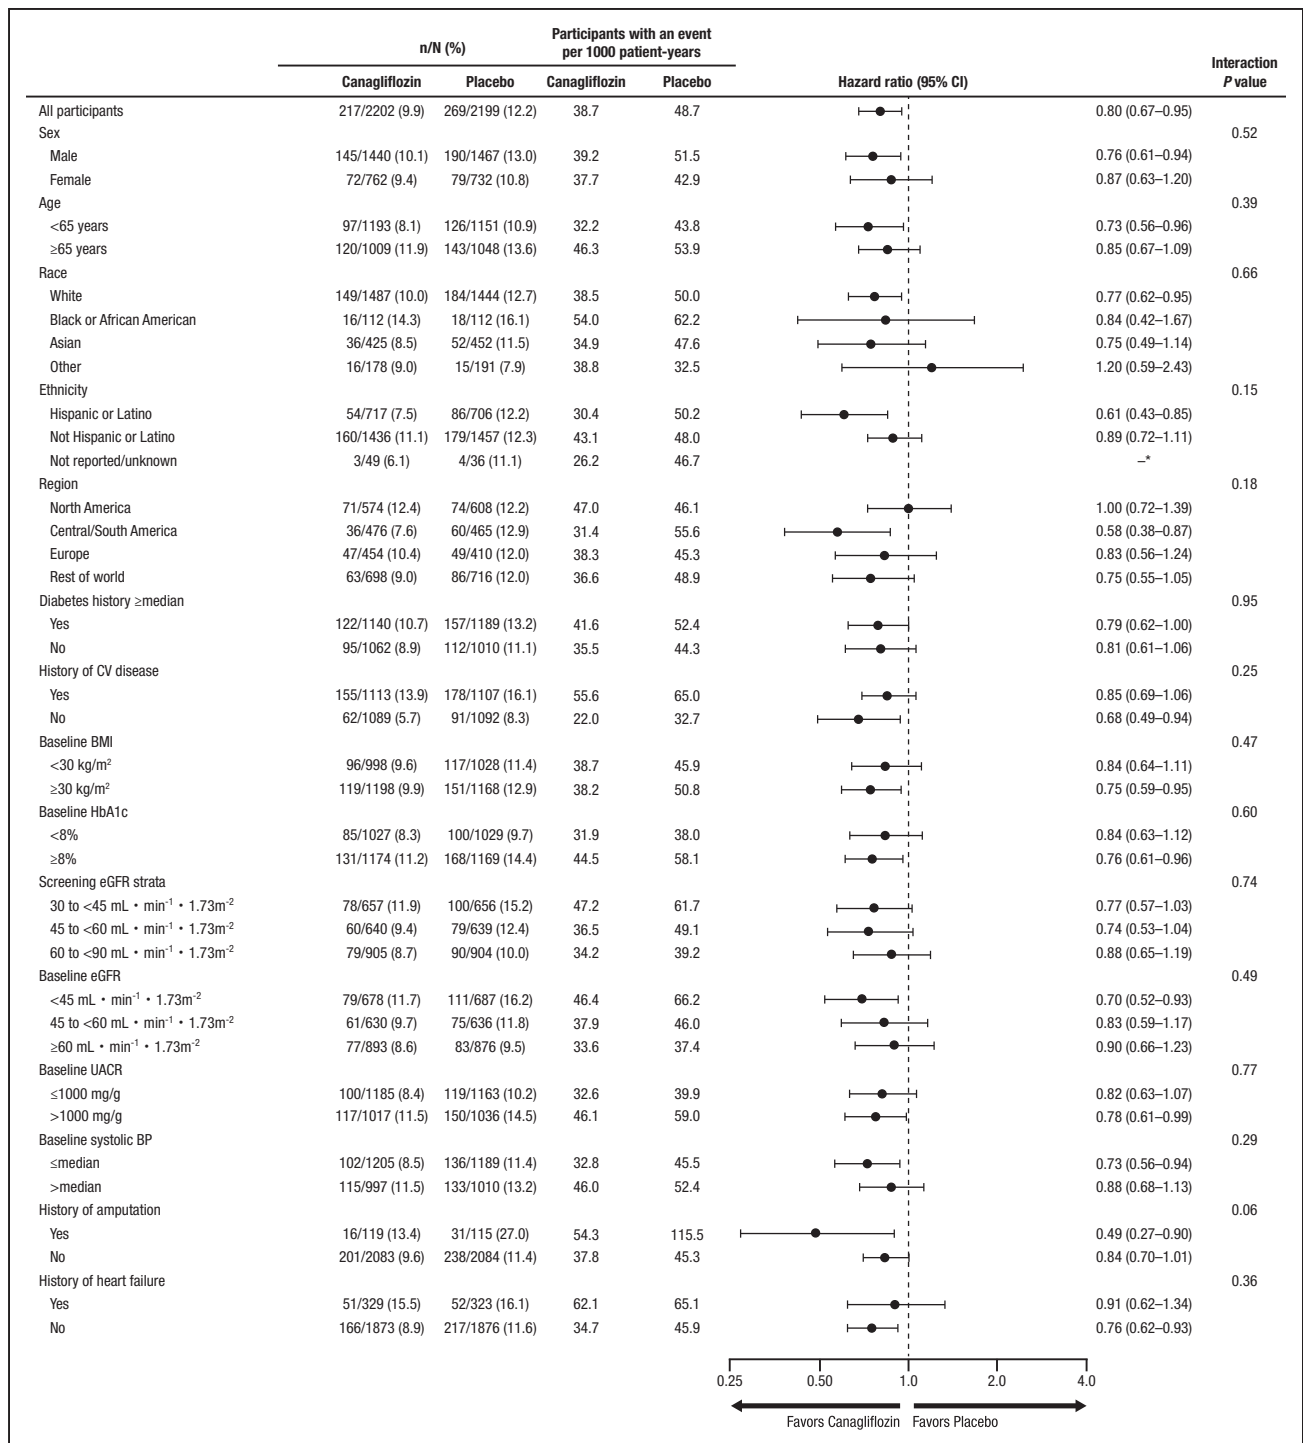 n/N (%) Participants with an event per 1000 patient-years
Canagliflozin Placebo Canagliflozin Placebo Hazard ratio (95% CI) Interaction P value
All participants 217/2202 (9.9) 269/2199 (12.2) 38.7 48.7 0.80 (0.67–0.95)
Sex 0.52
Male 145/1440 (10.1) 190/1467 (13.0) 39.2 51.5 0.76 (0.61–0.94)
Female 72/762 (9.4) 79/732 (10.8) 37.7 42.9 0.87 (0.63–1.20)
Age 0.39
<65 years 97/1193 (8.1) 126/1151 (10.9) 32.2 43.8 0.73 (0.56–0.96)
≥65 years 120/1009 (11.9) 143/1048 (13.6) 46.3 53.9 0.85 (0.67–1.09)
Race 0.66
White 149/1487 (10.0) 184/1444 (12.7) 38.5 50.0 0.77 (0.62–0.95)
Black or African American 16/112 (14.3) 18/112 (16.1) 54.0 62.2 0.84 (0.42–1.67)
Asian 36/425 (8.5) 52/452 (11.5) 34.9 47.6 0.75 (0.49–1.14)
Other 16/178 (9.0) 15/191 (7.9) 38.8 32.5 1.20 (0.59–2.43)
Ethnicity 0.15
Hispanic or Latino 54/717 (7.5) 86/706 (12.2) 30.4 50.2 0.61 (0.43–0.85)
Not Hispanic or Latino 160/1436 (11.1) 179/1457 (12.3) 43.1 48.0 0.89 (0.72–1.11)
Not reported/unknown 3/49 (6.1) 4/36 (11.1) 26.2 46.7 –*
Region 0.18
North America 71/574 (12.4) 74/608 (12.2) 47.0 46.1 1.00 (0.72–1.39)
Central/South America 36/476 (7.6) 60/465 (12.9) 31.4 55.6 0.58 (0.38–0.87)
Europe 47/454 (10.4) 49/410 (12.0) 38.3 45.3 0.83 (0.56–1.24)
Rest of world 63/698 (9.0) 86/716 (12.0) 36.6 48.9 0.75 (0.55–1.05)
Diabetes history ≥median 0.95
Yes 122/1140 (10.7) 157/1189 (13.2) 41.6 52.4 0.79 (0.62–1.00)
No 95/1062 (8.9) 112/1010 (11.1) 35.5 44.3 0.81 (0.61–1.06)
History of CV disease 0.25
Yes 155/1113 (13.9) 178/1107 (16.1) 55.6 65.0 0.85 (0.69–1.06)
No 62/1089 (5.7) 91/1092 (8.3) 22.0 32.7 0.68 (0.49–0.94)
Baseline BMI 0.47
<30 kg/m² 96/998 (9.6) 117/1028 (11.4) 38.7 45.9 0.84 (0.64–1.11)
≥30 kg/m² 119/1198 (9.9) 151/1168 (12.9) 38.2 50.8 0.75 (0.59–0.95)
Baseline HbA1c 0.60
<8% 85/1027 (8.3) 100/1029 (9.7) 31.9 38.0 0.84 (0.63–1.12)
≥8% 131/1174 (11.2) 168/1169 (14.4) 44.5 58.1 0.76 (0.61–0.96)
Screening eGFR strata 0.74
30 to <45 mL • min⁻¹ • 1.73m⁻² 78/657 (11.9) 100/656 (15.2) 47.2 61.7 0.77 (0.57–1.03)
45 to <60 mL • min⁻¹ • 1.73m⁻² 60/640 (9.4) 79/639 (12.4) 36.5 49.1 0.74 (0.53–1.04)
60 to <90 mL • min⁻¹ • 1.73m⁻² 79/905 (8.7) 90/904 (10.0) 34.2 39.2 0.88 (0.65–1.19)
Baseline eGFR 0.49
<45 mL • min⁻¹ • 1.73m⁻² 79/678 (11.7) 111/687 (16.2) 46.4 66.2 0.70 (0.52–0.93)
45 to <60 mL • min⁻¹ • 1.73m⁻² 61/630 (9.7) 75/636 (11.8) 37.9 46.0 0.83 (0.59–1.17)
≥60 mL • min⁻¹ • 1.73m⁻² 77/893 (8.6) 83/876 (9.5) 33.6 37.4 0.90 (0.66–1.23)
Baseline UACR 0.77
≤1000 mg/g 100/1185 (8.4) 119/1163 (10.2) 32.6 39.9 0.82 (0.63–1.07)
>1000 mg/g 117/1017 (11.5) 150/1036 (14.5) 46.1 59.0 0.78 (0.61–0.99)
Baseline systolic BP 0.29
≤median 102/1205 (8.5) 136/1189 (11.4) 32.8 45.5 0.73 (0.56–0.94)
>median 115/997 (11.5) 133/1010 (13.2) 46.0 52.4 0.88 (0.68–1.13)
History of amputation 0.06
Yes 16/119 (13.4) 31/115 (27.0) 54.3 115.5 0.49 (0.27–0.90)
No 201/2083 (9.6) 238/2084 (11.4) 37.8 45.3 0.84 (0.70–1.01)
History of heart failure 0.36
Yes 51/329 (15.5) 52/323 (16.1) 62.1 65.1 0.91 (0.62–1.34)
No 166/1873 (8.9) 217/1876 (11.6) 34.7 45.9 0.76 (0.62–0.93)
0.25 0.50 1.0 2.0 4.0
Favors Canagliflozin Favors Placebo